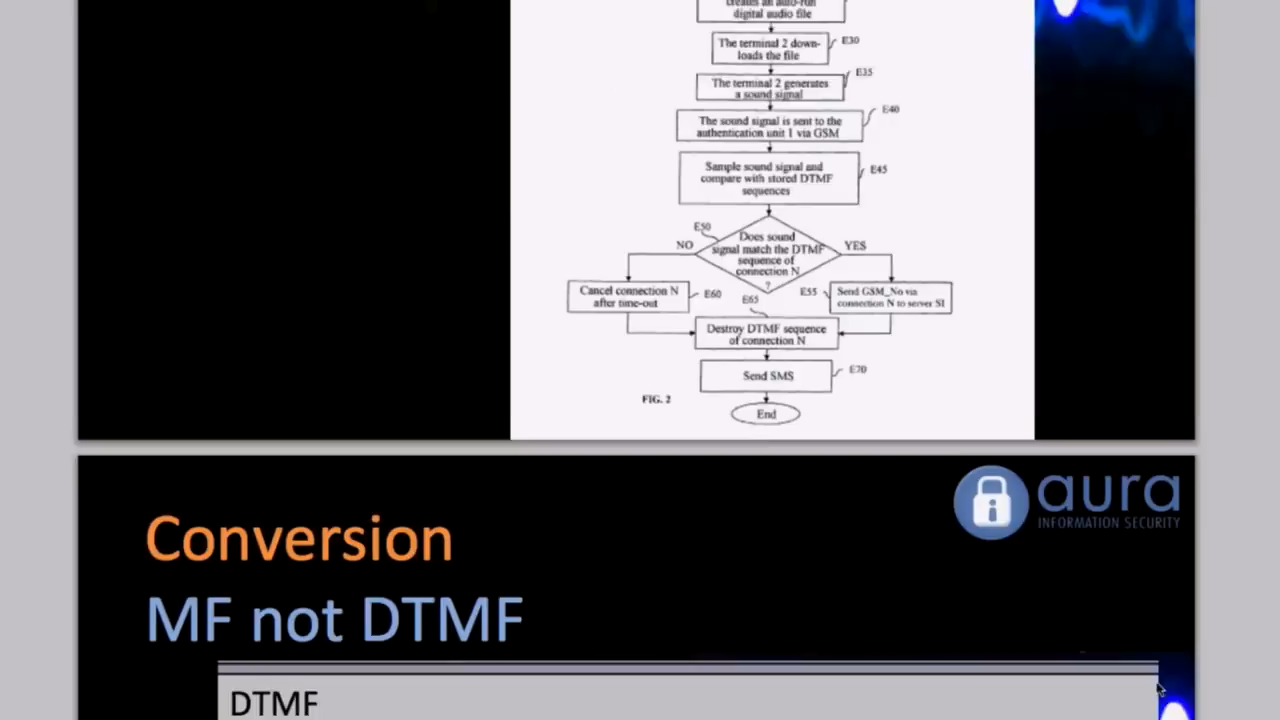 creates an auto-run
digital audio file
The terminal 2 down-
loads the file
E30
The terminal 2 generates
a sound signal
E35
The sound signal is sent to the
authentication unit 1 via GSM
E40
Sample sound signal and
compare with stored DTMF
sequences
E45
E50
NO
Does sound
signal match the DTMF
sequence of
connection N
?
YES
Cancel connection N
after time-out
E60
E65
E55
Send GSM_No via
connection N to server SI
Destroy DTMF sequence
of connection N
Send SMS
E70
FIG. 2
End
aura
INFORMATION SECURITY
Conversion
MF not DTMF
DTMF